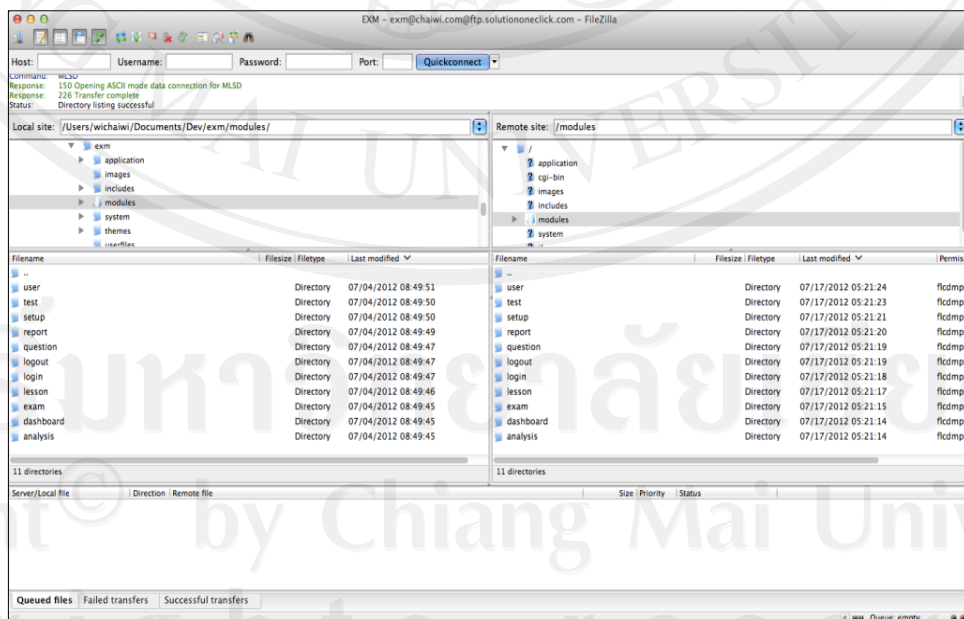 EXM - exm@chaiwi.com@ftp.solutiononeclick.com - FileZilla
Host: Username: Password: Port: Quickconnect
Command: MLSD
Response: 150 Opening ASCII mode data connection for MLSD
Response: 226 Transfer complete
Status: Directory listing successful
Local site: /Users/wichaiwi/Documents/Dev/exm/modules/
exm
application
images
includes
modules
system
themes
userfiles
Remote site: /modules
/
application
cgi-bin
images
includes
modules
system
Filename Filesize Filetype Last modified
..
user Directory 07/04/2012 08:49:51
test Directory 07/04/2012 08:49:50
setup Directory 07/04/2012 08:49:50
report Directory 07/04/2012 08:49:49
question Directory 07/04/2012 08:49:47
logout Directory 07/04/2012 08:49:47
login Directory 07/04/2012 08:49:47
lesson Directory 07/04/2012 08:49:46
exam Directory 07/04/2012 08:49:45
dashboard Directory 07/04/2012 08:49:45
analysis Directory 07/04/2012 08:49:45
11 directories
Filename Filesize Filetype Last modified Permis
..
user Directory 07/17/2012 05:21:24 flcdmp
test Directory 07/17/2012 05:21:23 flcdmp
setup Directory 07/17/2012 05:21:21 flcdmp
report Directory 07/17/2012 05:21:20 flcdmp
question Directory 07/17/2012 05:21:19 flcdmp
logout Directory 07/17/2012 05:21:19 flcdmp
login Directory 07/17/2012 05:21:18 flcdmp
lesson Directory 07/17/2012 05:21:17 flcdmp
exam Directory 07/17/2012 05:21:15 flcdmp
dashboard Directory 07/17/2012 05:21:14 flcdmp
analysis Directory 07/17/2012 05:21:14 flcdmp
11 directories
Server/Local file Direction Remote file Size Priority Status
Queued files Failed transfers Successful transfers
Queue: empty
MAI UNIVERSIT
© by Chiang Mai Univ